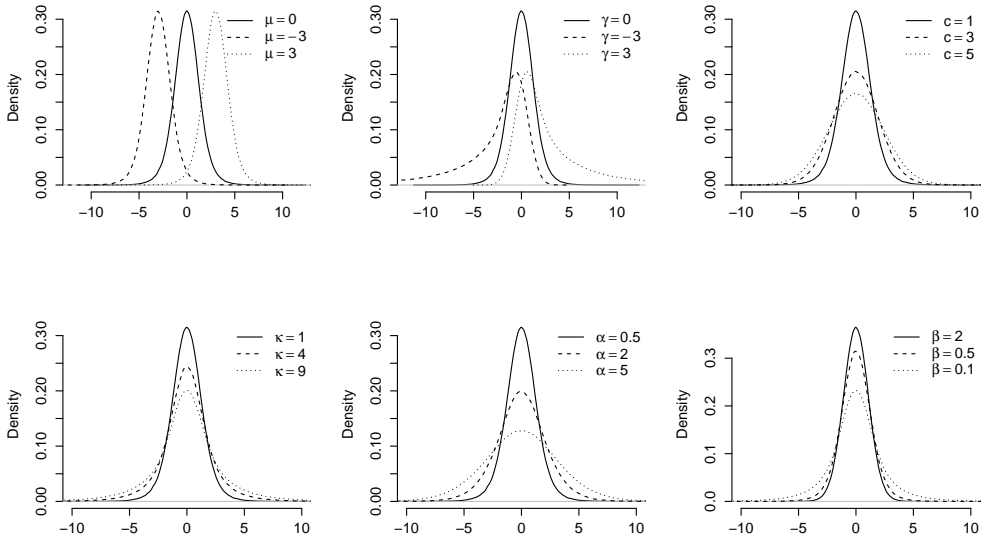 Density
0.00 0.10 0.20 0.30
μ = 0
μ = −3
μ = 3
−10 −5 0 5 10
Density
0.00 0.10 0.20 0.30
γ = 0
γ = −3
γ = 3
−10 −5 0 5 10
Density
0.00 0.10 0.20 0.30
c = 1
c = 3
c = 5
−10 −5 0 5 10
Density
0.00 0.10 0.20 0.30
κ = 1
κ = 4
κ = 9
−10 −5 0 5 10
Density
0.00 0.10 0.20 0.30
α = 0.5
α = 2
α = 5
−10 −5 0 5 10
Density
0.0 0.1 0.2 0.3
β = 2
β = 0.5
β = 0.1
−10 −5 0 5 10